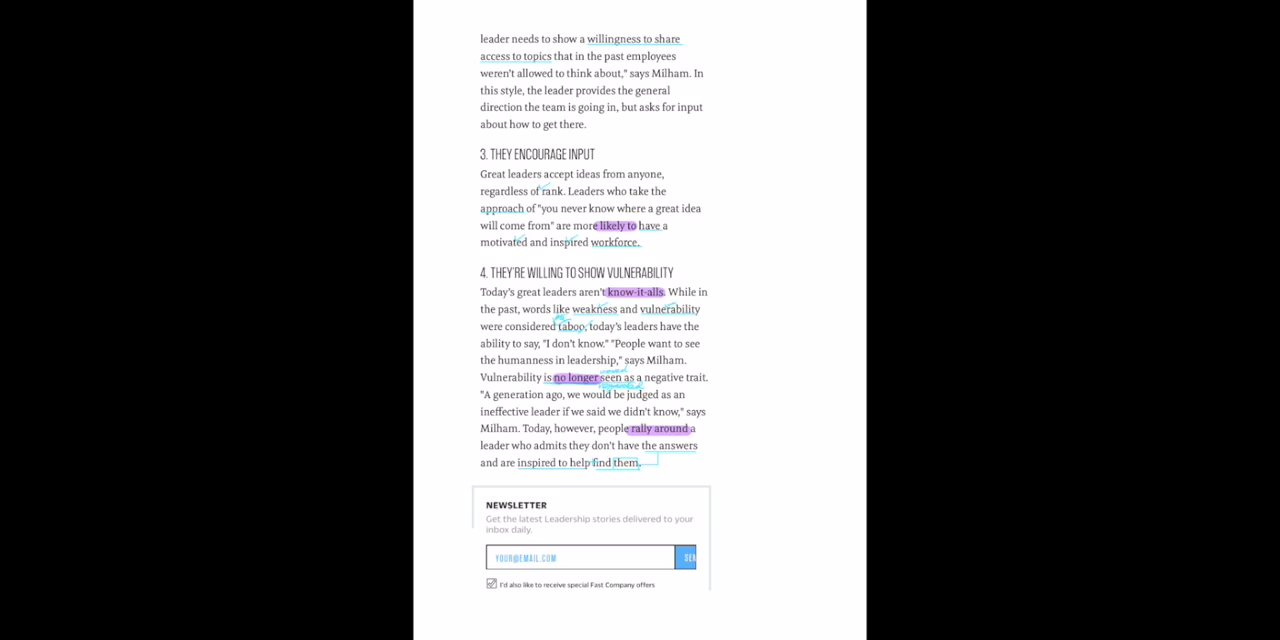 leader needs to show a willingness to share
access to topics that in the past employees
weren't allowed to think about," says Milham. In
this style, the leader provides the general
direction the team is going in, but asks for input
about how to get there.
3. THEY ENCOURAGE INPUT
Great leaders accept ideas from anyone,
regardless of rank. Leaders who take the
approach of "you never know where a great idea
will come from" are more likely to have a
motivated and inspired workforce.
4. THEY'RE WILLING TO SHOW VULNERABILITY
Today's great leaders aren't know-it-alls. While in
the past, words like weakness and vulnerability
were considered taboo, today's leaders have the
ability to say, "I don't know." "People want to see
the humanness in leadership," says Milham.
Vulnerability is no longer seen as a negative trait.
"A generation ago, we would be judged as an
ineffective leader if we said we didn't know," says
Milham. Today, however, people rally around a
leader who admits they don't have the answers
and are inspired to help find them.
NEWSLETTER
Get the latest Leadership stories delivered to your
inbox daily.
YOUR@EMAIL.COM
I'd also like to receive special Fast Company offers